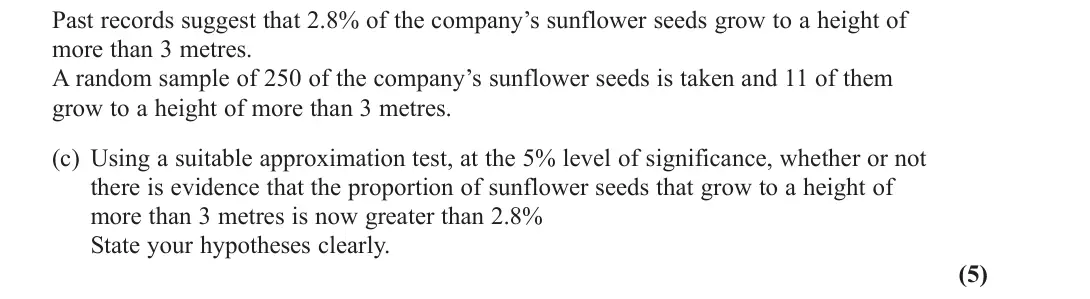 Past records suggest that 2.8% of the company’s sunflower seeds grow to a height of
more than 3 metres.
A random sample of 250 of the company’s sunflower seeds is taken and 11 of them
grow to a height of more than 3 metres.
(c) Using a suitable approximation test, at the 5% level of significance, whether or not
there is evidence that the proportion of sunflower seeds that grow to a height of
more than 3 metres is now greater than 2.8%
State your hypotheses clearly.
(5)